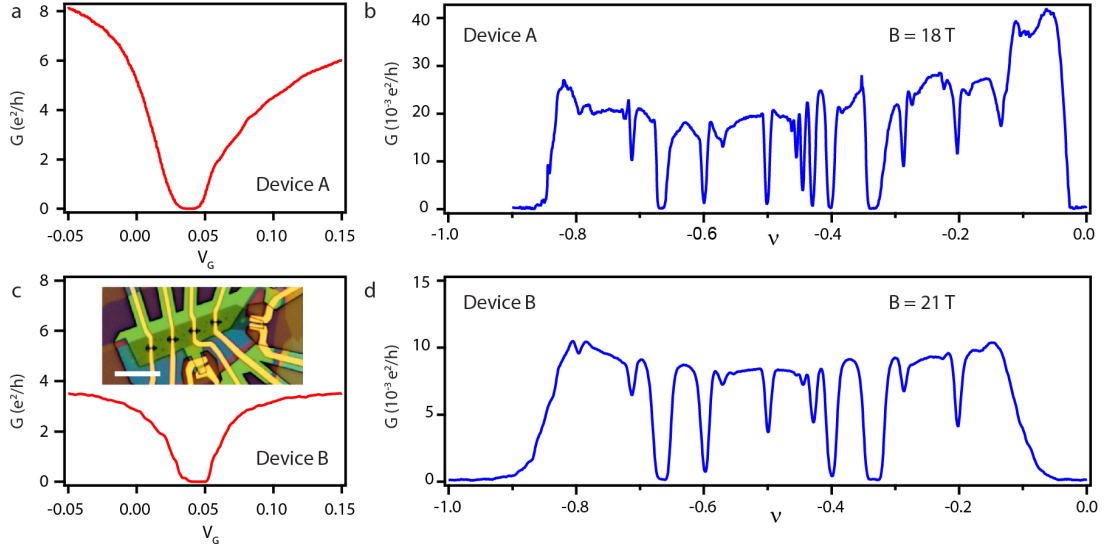 a
G (e²/h)
8
6
4
2
0
Device A
-0.05
0.00
0.05
0.10
0.15
V_G
b
Device A
B = 18 T
G (10⁻³ e²/h)
40
30
20
10
0
-1.0
-0.8
-0.6
-0.4
-0.2
0.0
ν
c
G (e²/h)
8
6
4
2
0
Device B
-0.05
0.00
0.05
0.10
0.15
V_G
d
Device B
B = 21 T
G (10⁻³ e²/h)
15
10
5
0
-1.0
-0.8
-0.6
-0.4
-0.2
0.0
ν